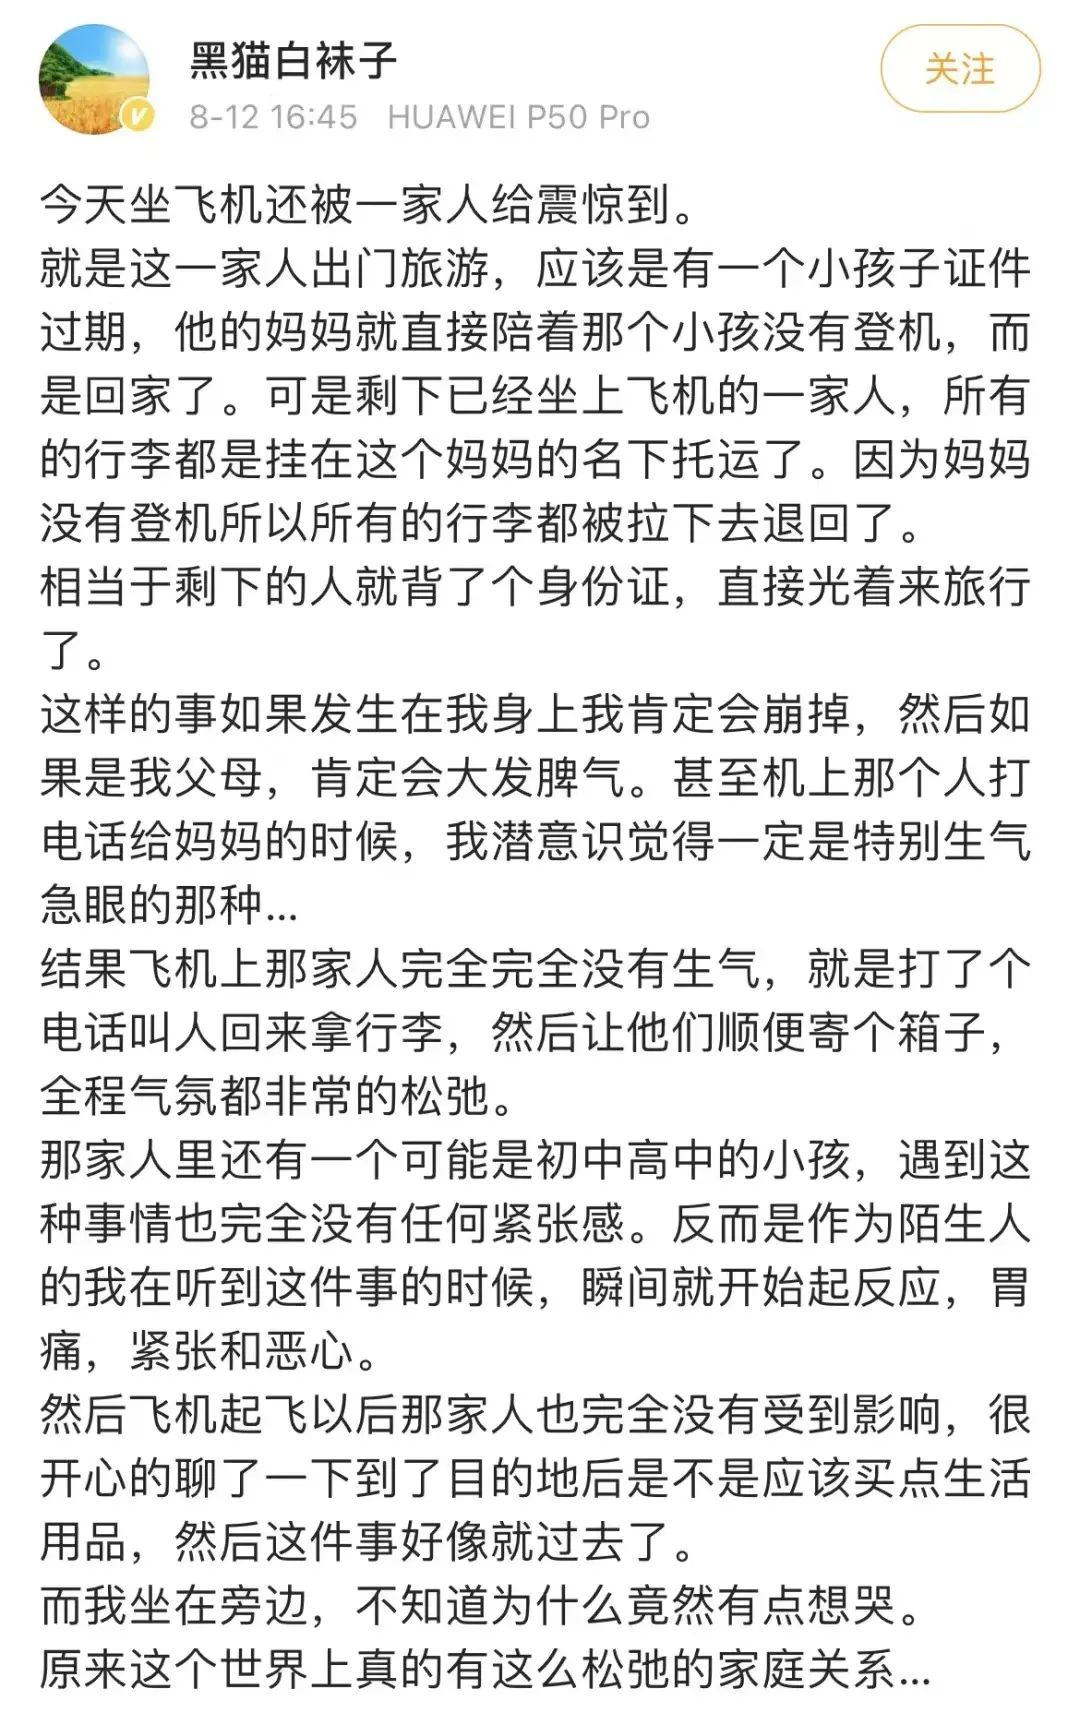 黑猫白袜子
关注
8-12 16:45 HUAWEI P50 Pro
今天坐飞机还被一家人给震惊到。
就是这一家人出门旅游，应该是有一个小孩子证件
过期，他的妈妈就直接陪着那个小孩没有登机，而
是回家了。可是剩下已经坐上飞机的一家人，所有
的行李都是挂在这个妈妈的名下托运了。因为妈妈
没有登机所以所有的行李都被拉下去退回了。
相当于剩下的人就背了个身份证，直接光着来旅行
了。
这样的事如果发生在我身上我肯定会崩掉，然后如
果是我父母，肯定会大发脾气。甚至机上那个人打
电话给妈妈的时候，我潜意识觉得一定是特别生气
急眼的那种...
结果飞机上那家人完全完全没有生气，就是打了个
电话叫人回来拿行李，然后让他们顺便寄个箱子，
全程气氛都非常的松弛。
那家人里还有一个可能是初中高中的小孩，遇到这
种事情也完全没有任何紧张感。反而是作为陌生人
的我在听到这件事的时候，瞬间就开始起反应，胃
痛，紧张和恶心。
然后飞机起飞以后那家人也完全没有受到影响，很
开心的聊了一下到了目的地后是不是应该买点生活
用品，然后这件事好像就过去了。
而我坐在旁边，不知道为什么竟然有点想哭。
原来这个世界上真的有这么松弛的家庭关系...